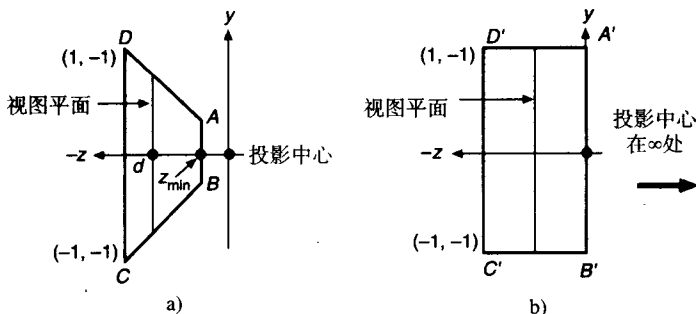 D
y
(1, -1)
视图平面
A
-z
d
z_min
投影中心
B
(-1, -1)
C
a)
y
D'
A'
(1, -1)
视图平面
投影中心
在∞处
-z
(-1, -1)
C'
B'
b)